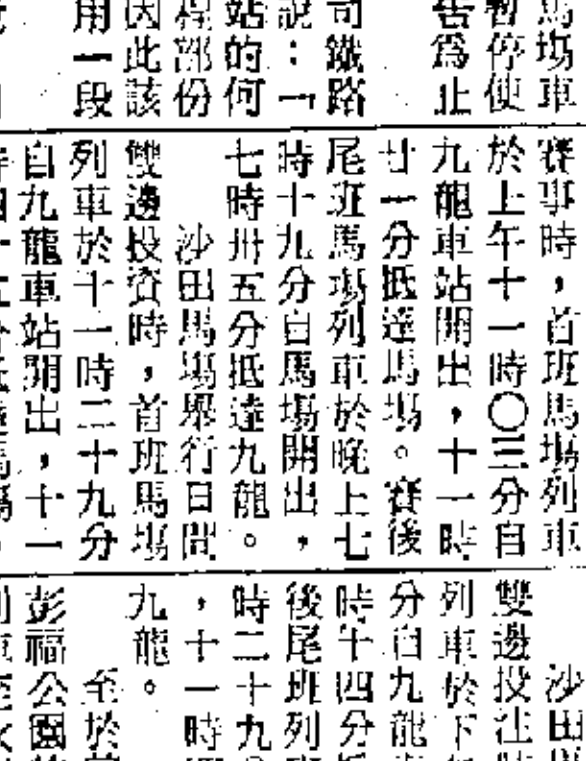 馬場車
暫停使
告爲止
司鐵路
說：一
站的何
程部份
因此該
用一段
賽事時，首班馬場列車
於上午十一時〇三分自
九龍車站開出，十一時
廿一分抵達馬場。賽後
尾班馬場列車於晚上七
時十九分自馬場開出，
七時卅五分抵達九龍。
沙田馬場舉行日間
雙邊投資時，首班馬場
列車於十一時二十九分
自九龍車站開出，十一
沙田
雙邊投注時
列車於下
分自九龍
時午四分
後尾班列
時二十九
，十一時
九龍。
至於
彭福公園